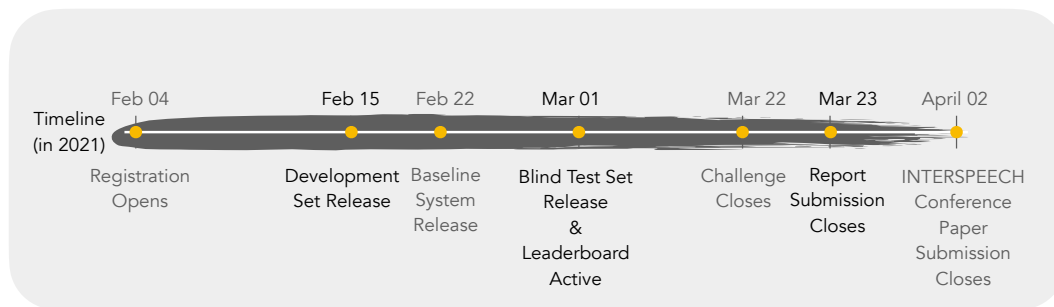 Timeline
(in 2021)
Feb 04
Registration
Opens
Feb 15
Development
Set Release
Feb 22
Baseline
System
Release
Mar 01
Blind Test Set
Release
&
Leaderboard
Active
Mar 22
Challenge
Closes
Mar 23
Report
Submission
Closes
April 02
INTERSPEECH
Conference
Paper
Submission
Closes